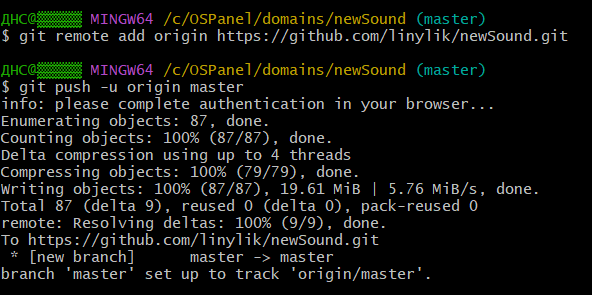 ДНС@▒▒▒▒▒ MINGW64 /c/OSPanel/domains/newSound (master)
$ git remote add origin https://github.com/linylik/newSound.git
ДНС@▒▒▒▒▒ MINGW64 /c/OSPanel/domains/newSound (master)
$ git push -u origin master
info: please complete authentication in your browser...
Enumerating objects: 87, done.
Counting objects: 100% (87/87), done.
Delta compression using up to 4 threads
Compressing objects: 100% (79/79), done.
Writing objects: 100% (87/87), 19.61 MiB | 5.76 MiB/s, done.
Total 87 (delta 9), reused 0 (delta 0), pack-reused 0
remote: Resolving deltas: 100% (9/9), done.
To https://github.com/linylik/newSound.git
 * [new branch]      master -> master
branch 'master' set up to track 'origin/master'.